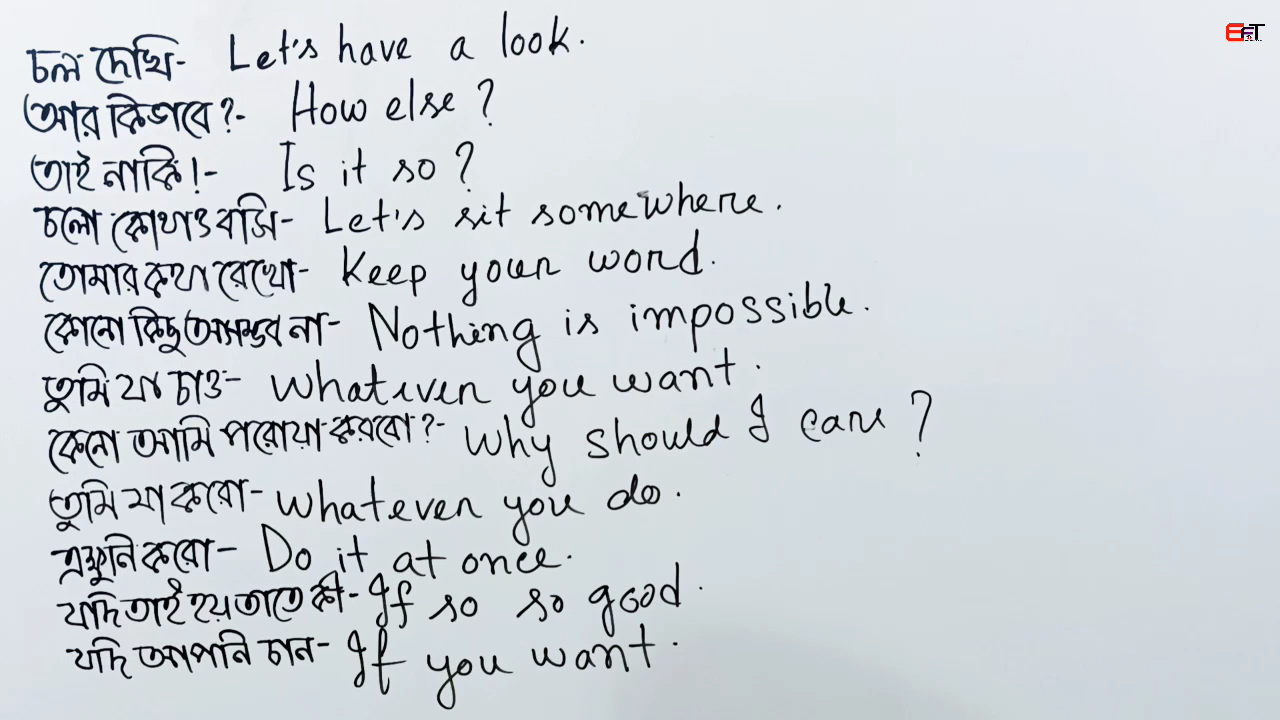 চল দেখি- Let's have a look.
আর কিভাবে?- How else?
তাই নাকি!- Is it so?
চলো কোথাও বসি- Let's sit somewhere.
তোমার কথা রেখো- Keep your word.
কোনো কিছু অসম্ভব না- Nothing is impossible.
তুমি যা চাও- Whatever you want.
কেনো আমি পরোয়া করবো?- Why should I care?
তুমি যা করো- Whatever you do.
এক্ষুনি করো- Do it at once.
যদি তাই হয় তাতে কী- If so so good.
যদি আপনি চান- If you want.